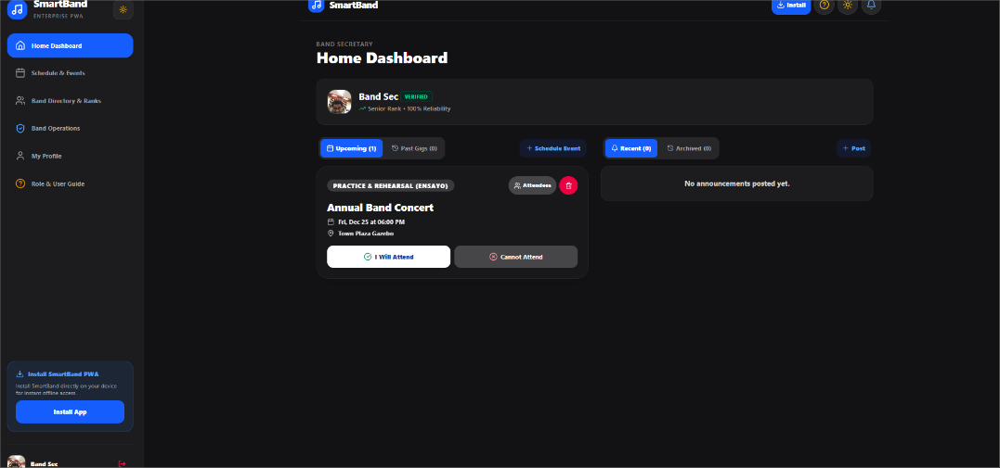 SmartBand
ENTERPRISE PWA
Home Dashboard
Schedule & Events
Band Directory & Ranks
Band Operations
My Profile
Role & User Guide
Install SmartBand PWA
Install SmartBand directly on your device
for instant offline access.
Install App
Band Sec
SmartBand
Install
BAND SECRETARY
Home Dashboard
Band Sec VERIFIED
Senior Rank • 100% Reliability
Upcoming (1)
Past Gigs (0)
+ Schedule Event
PRACTICE & REHEARSAL (ENSAYO)
Attendees
Annual Band Concert
Fri, Dec 25 at 06:00 PM
Town Plaza Gazebo
I Will Attend
Cannot Attend
Recent (0)
Archived (0)
+ Post
No announcements posted yet.